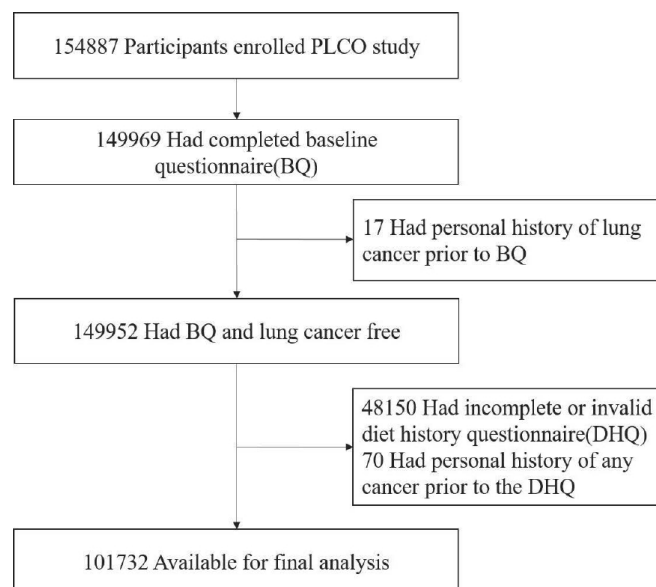 154887 Participants enrolled PLCO study
149969 Had completed baseline
questionnaire(BQ)
17 Had personal history of lung
cancer prior to BQ
149952 Had BQ and lung cancer free
48150 Had incomplete or invalid
diet history questionnaire(DHQ)
70 Had personal history of any
cancer prior to the DHQ
101732 Available for final analysis